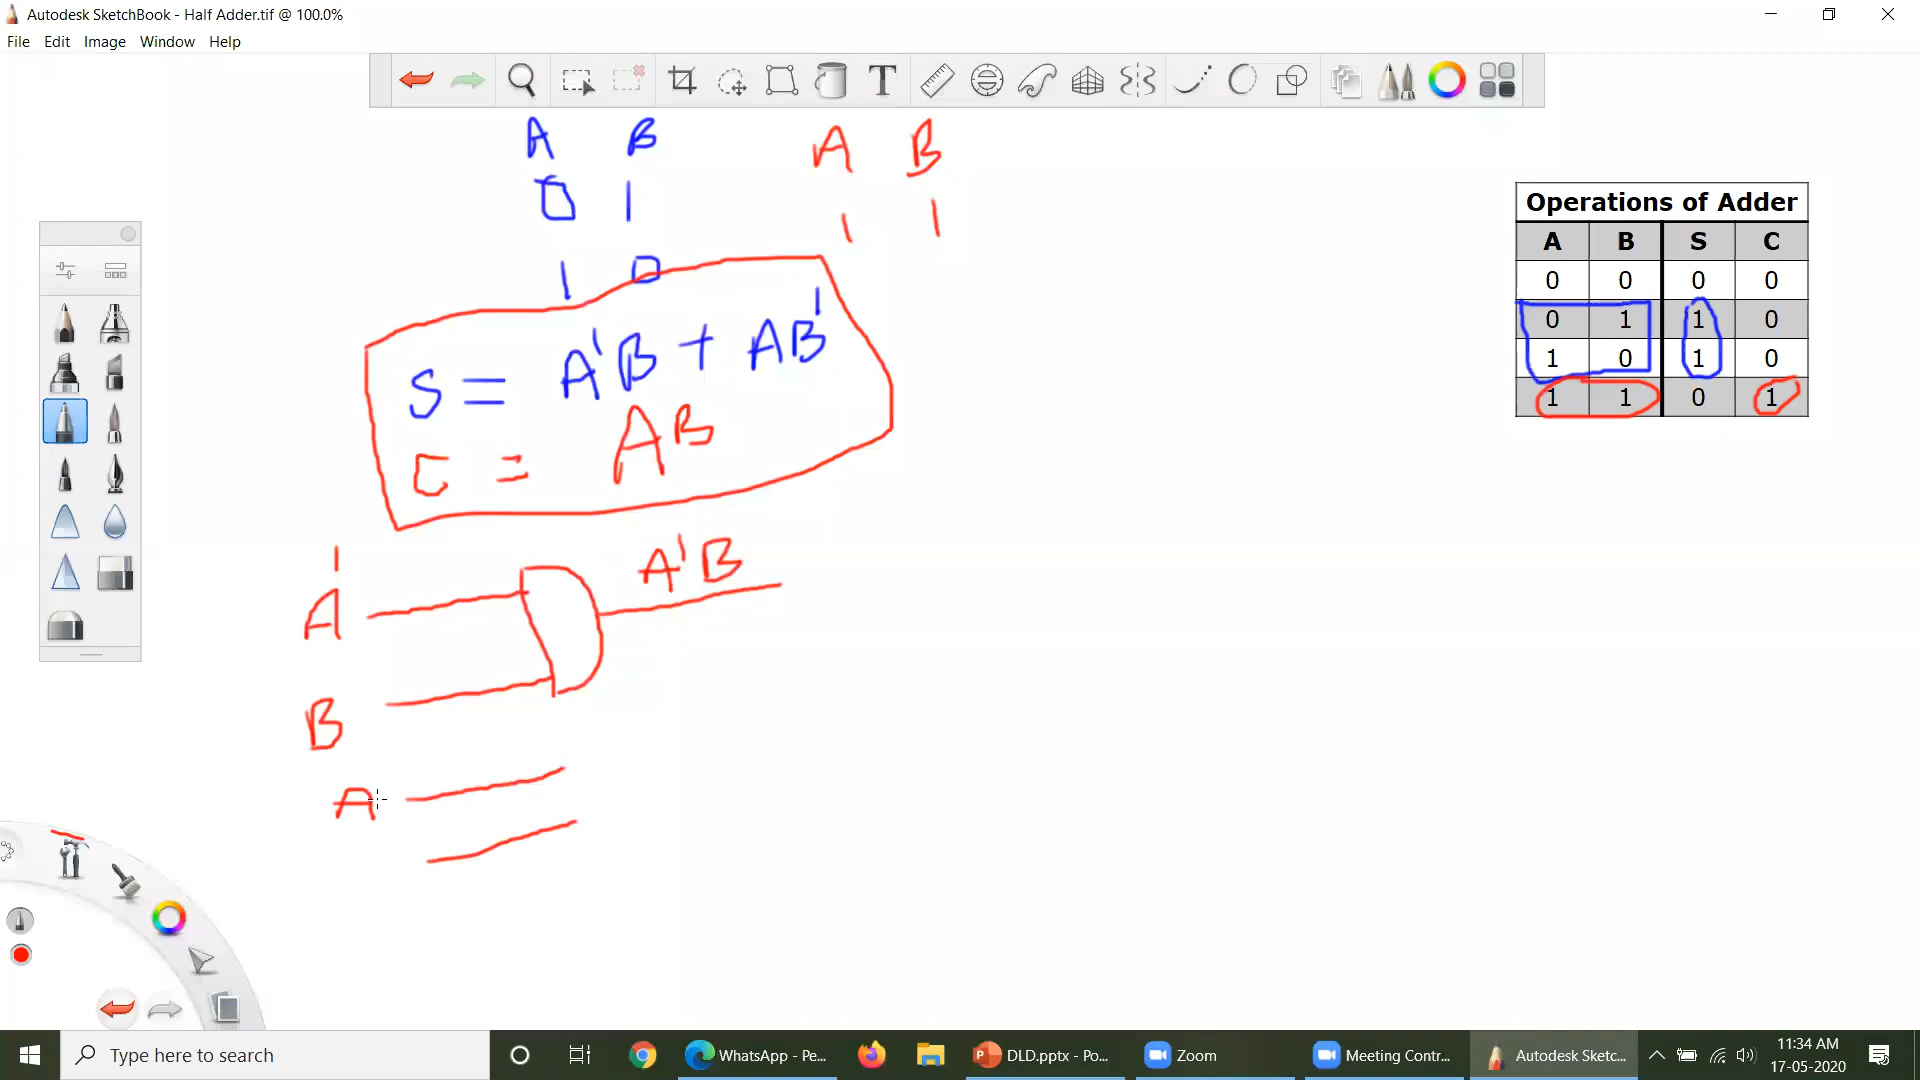 Autodesk SketchBook - Half Adder.tif @ 100.0%
File Edit Image Window Help
A B
0 1
1 0
A B
1 1
S = A'B + AB'
C = AB
A'
B
A'B
A
Operations of Adder
A B S C
0 0 0 0
0 1 1 0
1 0 1 0
1 1 0 1
Type here to search
WhatsApp - Pe...
DLD.pptx - Po...
Zoom
Meeting Contr...
Autodesk Sketc...
11:34 AM
17-05-2020